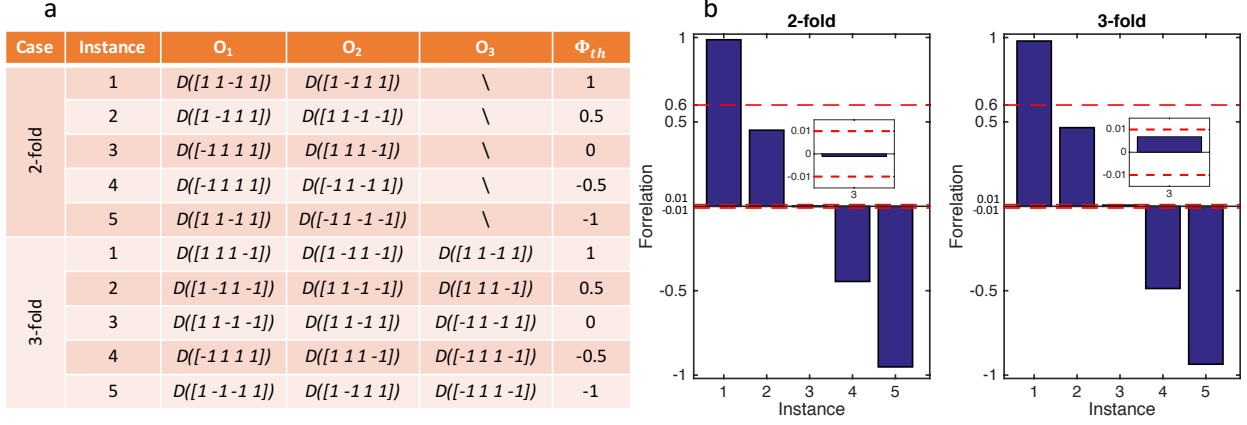 a
Case Instance O1 O2 O3 Φth
2-fold
1 D([1 1 -1 1]) D([1 -1 1 1]) \ 1
2 D([1 -1 1 1]) D([1 1 -1 -1]) \ 0.5
3 D([-1 1 1 1]) D([1 1 1 -1]) \ 0
4 D([-1 1 1 1]) D([-1 1 -1 1]) \ -0.5
5 D([1 1 -1 1]) D([-1 1 -1 -1]) \ -1
3-fold
1 D([1 1 1 -1]) D([1 -1 1 -1]) D([1 1 -1 1]) 1
2 D([1 -1 1 -1]) D([1 1 -1 -1]) D([1 1 1 -1]) 0.5
3 D([1 1 -1 -1]) D([1 1 -1 1]) D([-1 1 -1 1]) 0
4 D([-1 1 1 1]) D([1 1 1 -1]) D([-1 1 1 -1]) -0.5
5 D([1 -1 -1 1]) D([1 -1 1 1]) D([-1 1 1 -1]) -1
b
2-fold
Forrelation
1
0.6
0.5
0.01
-0.01
-0.5
-1
0.01
0
-0.01
3
1 2 3 4 5
Instance
3-fold
Forrelation
1
0.6
0.5
0.01
-0.01
-0.5
-1
0.01
0
-0.01
3
1 2 3 4 5
Instance